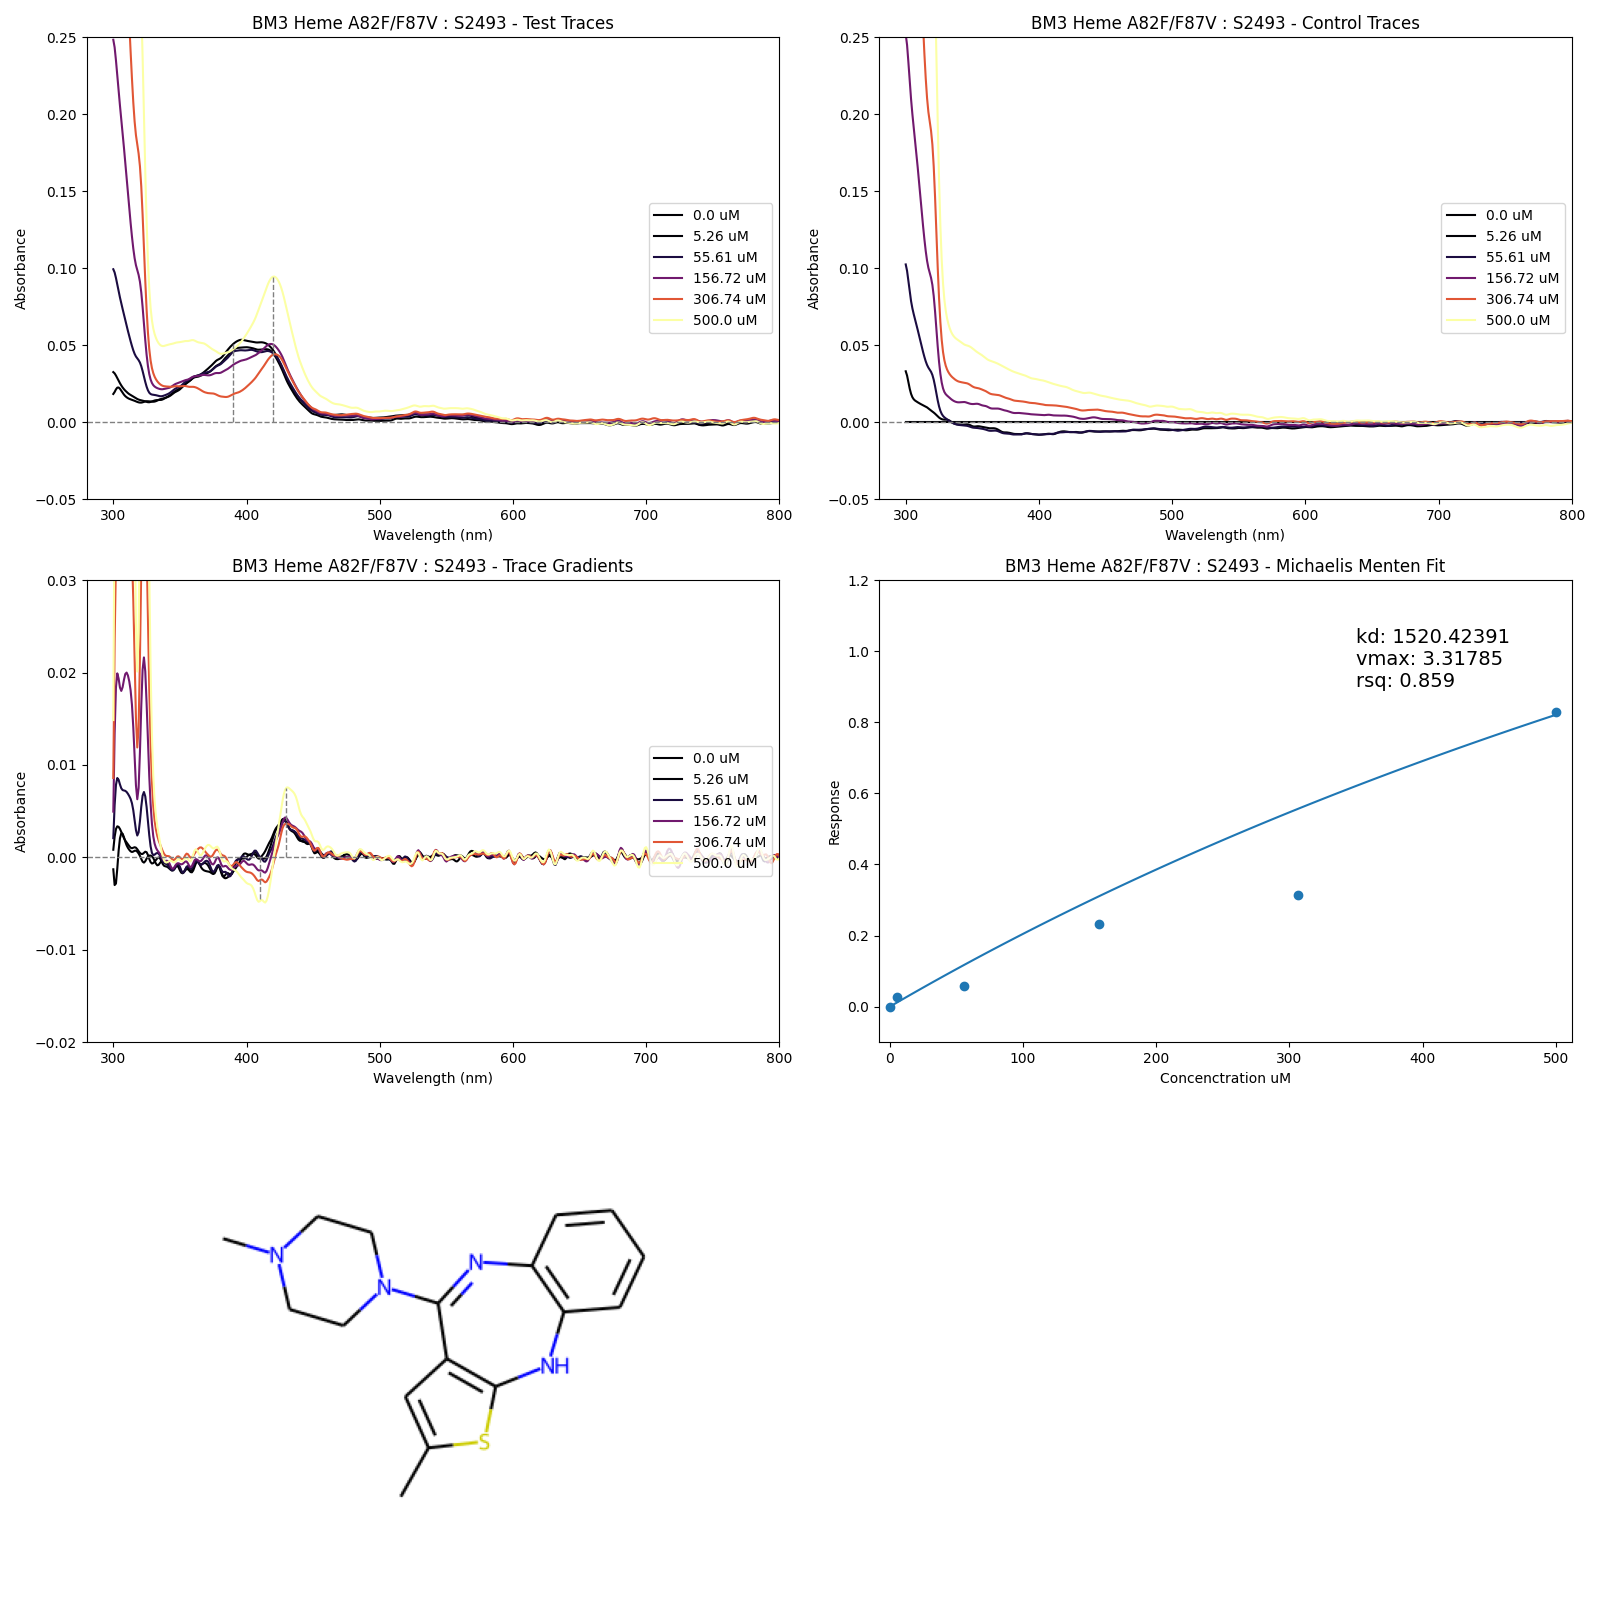 BM3 Heme A82F/F87V : S2493 - Test Traces
Absorbance
0.25
0.20
0.15
0.10
0.05
0.00
−0.05
300 400 500 600 700 800
Wavelength (nm)
0.0 uM
5.26 uM
55.61 uM
156.72 uM
306.74 uM
500.0 uM
BM3 Heme A82F/F87V : S2493 - Control Traces
Absorbance
0.25
0.20
0.15
0.10
0.05
0.00
−0.05
300 400 500 600 700 800
Wavelength (nm)
0.0 uM
5.26 uM
55.61 uM
156.72 uM
306.74 uM
500.0 uM
BM3 Heme A82F/F87V : S2493 - Trace Gradients
Absorbance
0.03
0.02
0.01
0.00
−0.01
−0.02
300 400 500 600 700 800
Wavelength (nm)
0.0 uM
5.26 uM
55.61 uM
156.72 uM
306.74 uM
500.0 uM
BM3 Heme A82F/F87V : S2493 - Michaelis Menten Fit
Response
1.2
1.0
0.8
0.6
0.4
0.2
0.0
0 100 200 300 400 500
Concenctration uM
kd: 1520.42391
vmax: 3.31785
rsq: 0.859
N
N
N
NH
S